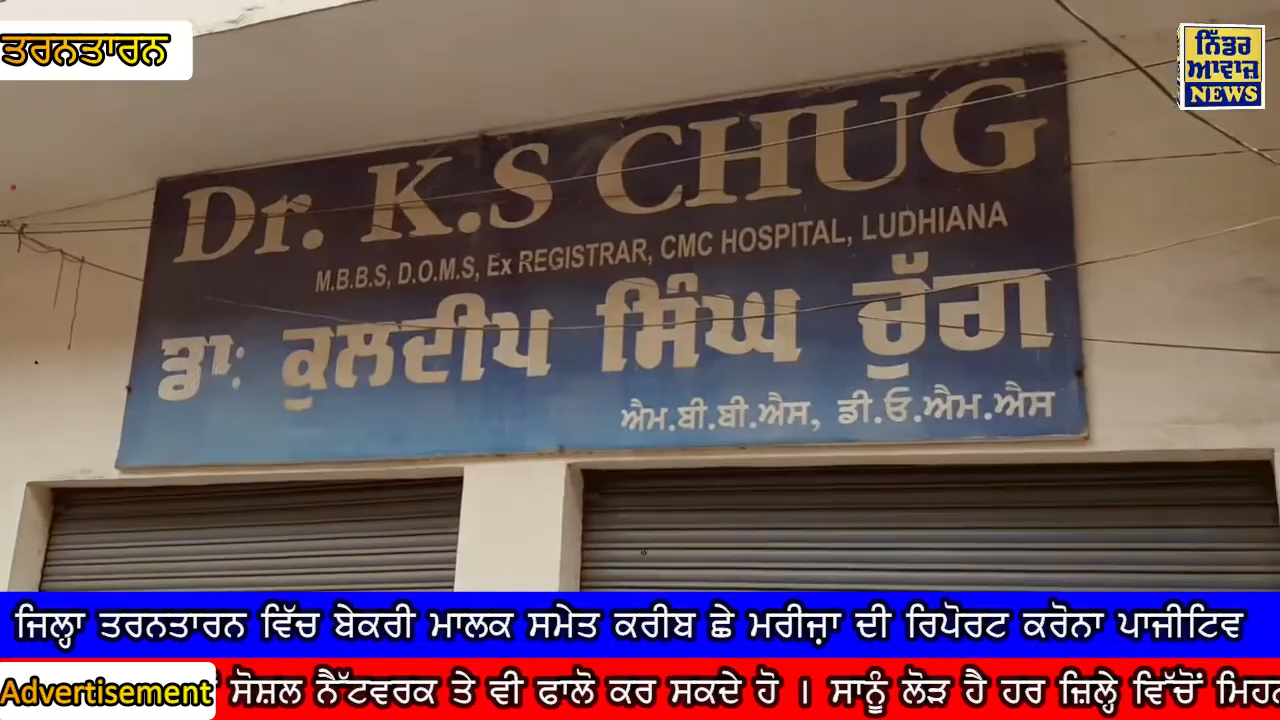 ਤਰਨਤਾਰਨ
ਨਿੱਡਰ
ਆਵਾਜ਼
NEWS
Dr. K.S CHUG
M.B.B.S, D.O.M.S, Ex REGISTRAR, CMC HOSPITAL, LUDHIANA
ਡਾ: ਕੁਲਦੀਪ ਸਿੰਘ ਚੁੱਗ
ਐਮ.ਬੀ.ਬੀ.ਐਸ, ਡੀ.ਓ.ਐਮ.ਐਸ
ਜਿਲ੍ਹਾ ਤਰਨਤਾਰਨ ਵਿੱਚ ਬੇਕਰੀ ਮਾਲਕ ਸਮੇਤ ਕਰੀਬ ਛੇ ਮਰੀਜ਼ਾ ਦੀ ਰਿਪੋਰਟ ਕਰੋਨਾ ਪਾਜੀਟਿਵ
Advertisement ਸੋਸ਼ਲ ਨੈੱਟਵਰਕ ਤੇ ਵੀ ਫਾਲੋ ਕਰ ਸਕਦੇ ਹੋ । ਸਾਨੂੰ ਲੋੜ ਹੈ ਹਰ ਜ਼ਿਲ੍ਹੇ ਵਿੱਚੋਂ